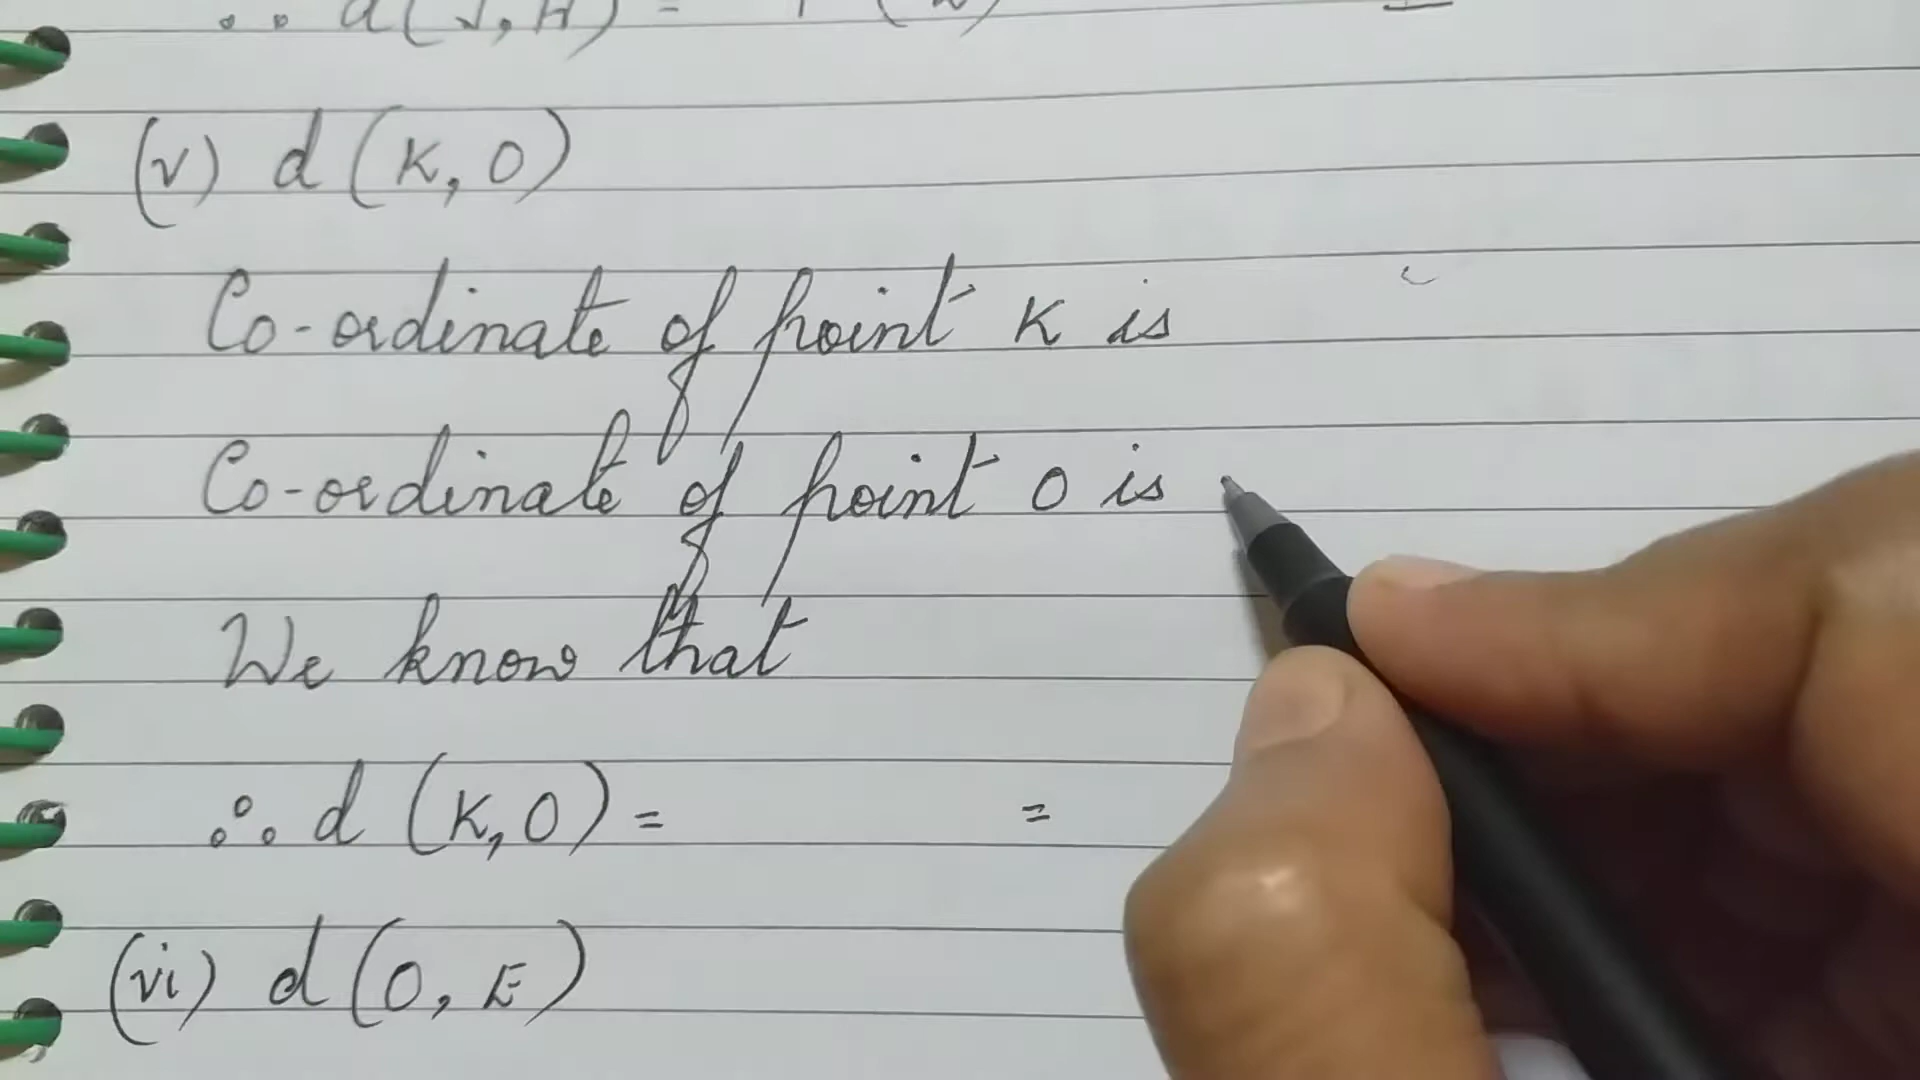 ∴ d(J, H) =
(v) d (K, O)
Co-ordinate of point K is
Co-ordinate of point O is
We know that
∴ d (K, O) = =
(vi) d (O, E)